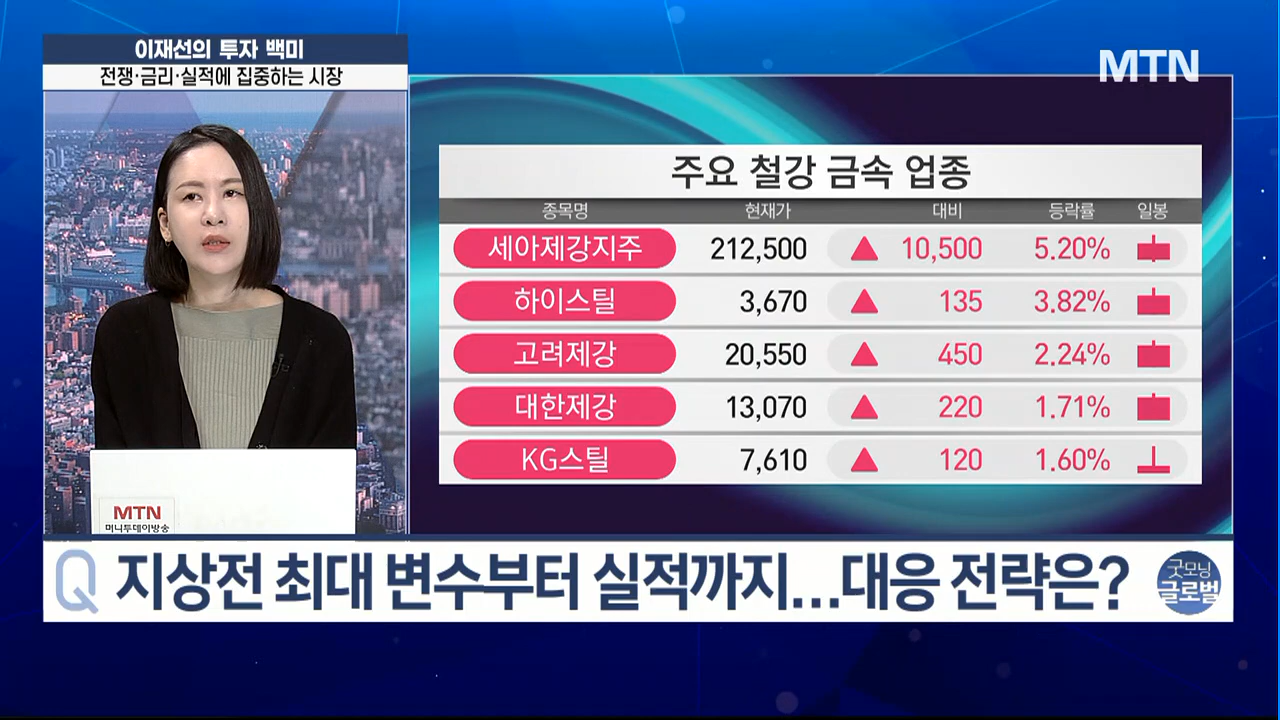 이재선의 투자 백미
전쟁·금리·실적에 집중하는 시장
MTN
주요 철강 금속 업종
종목명 현재가 대비 등락률 일봉
세아제강지주 212,500 ▲ 10,500 5.20%
하이스틸 3,670 ▲ 135 3.82%
고려제강 20,550 ▲ 450 2.24%
대한제강 13,070 ▲ 220 1.71%
KG스틸 7,610 ▲ 120 1.60%
MTN
머니투데이방송
Q 지상전 최대 변수부터 실적까지...대응 전략은?
굿모닝
글로벌